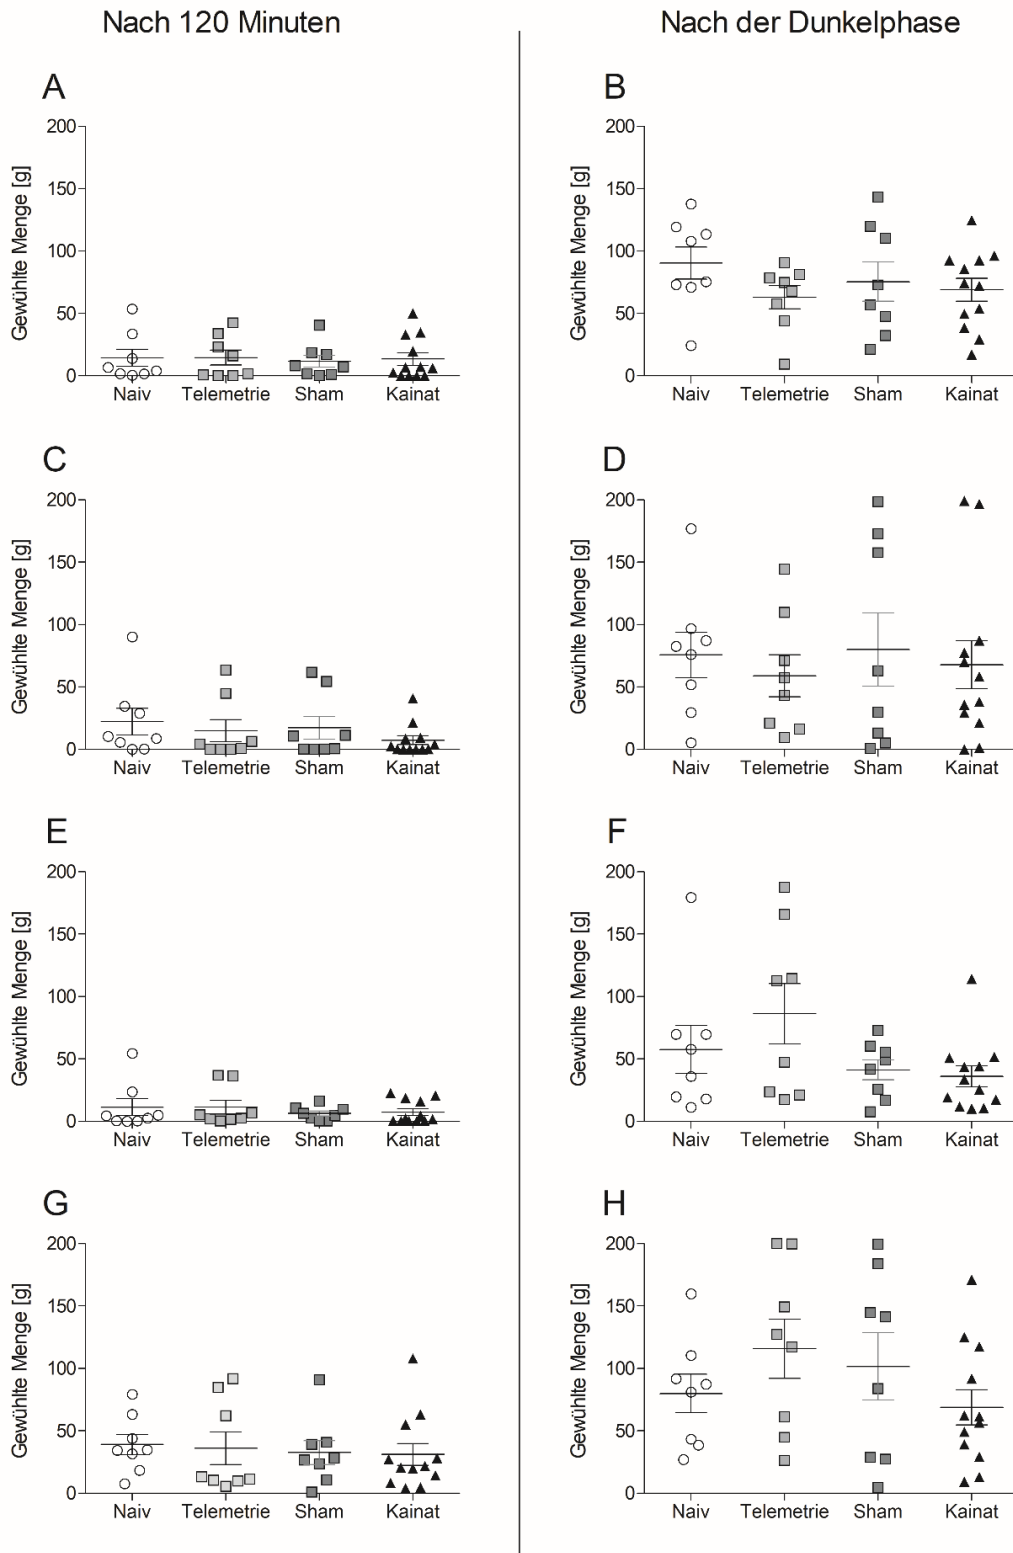 Nach 120 Minuten
Nach der Dunkelphase
A
Gewühlte Menge [g]
200
150
100
50
0
Naiv Telemetrie Sham Kainat
B
Gewühlte Menge [g]
200
150
100
50
0
Naiv Telemetrie Sham Kainat
C
Gewühlte Menge [g]
200
150
100
50
0
Naiv Telemetrie Sham Kainat
D
Gewühlte Menge [g]
200
150
100
50
0
Naiv Telemetrie Sham Kainat
E
Gewühlte Menge [g]
200
150
100
50
0
Naiv Telemetrie Sham Kainat
F
Gewühlte Menge [g]
200
150
100
50
0
Naiv Telemetrie Sham Kainat
G
Gewühlte Menge [g]
200
150
100
50
0
Naiv Telemetrie Sham Kainat
H
Gewühlte Menge [g]
200
150
100
50
0
Naiv Telemetrie Sham Kainat